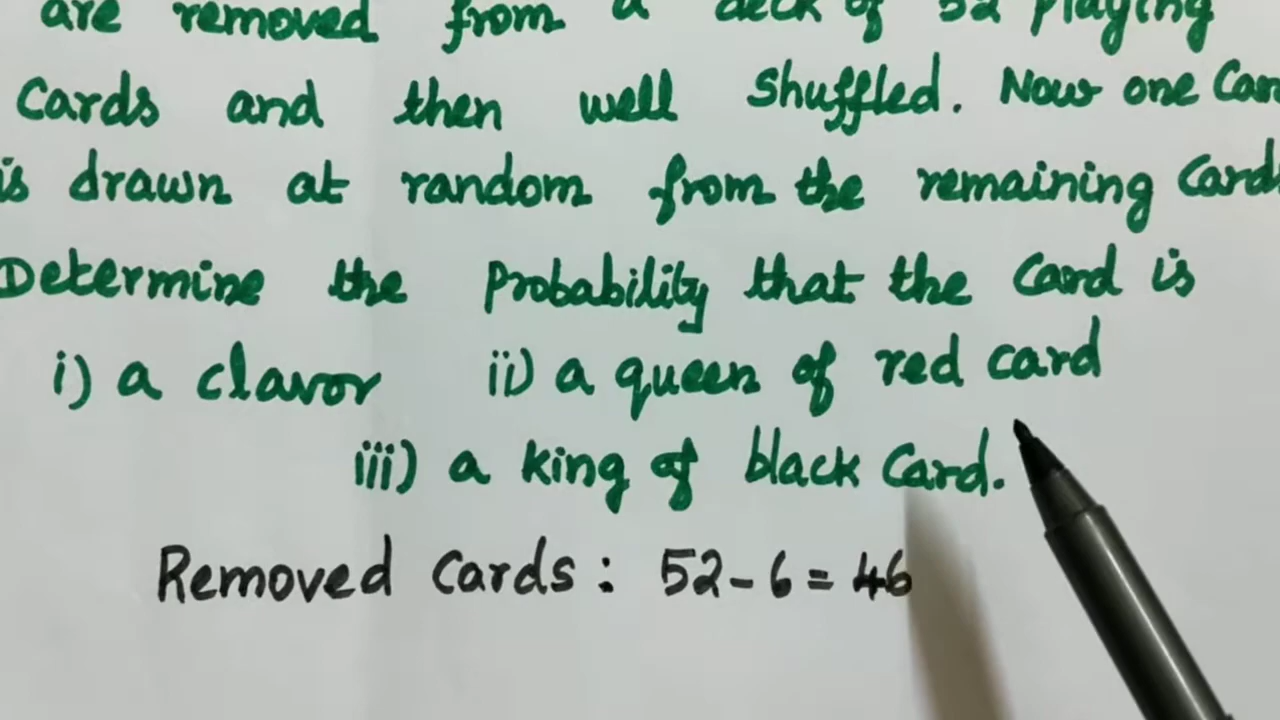 are removed from a deck of 52 playing
Cards and then well shuffled. Now one Car
is drawn at random from the remaining Cards
Determine the Probability that the Card is
i) a clavor ii) a queen of red card
iii) a king of black Card.
Removed Cards : 52-6=46